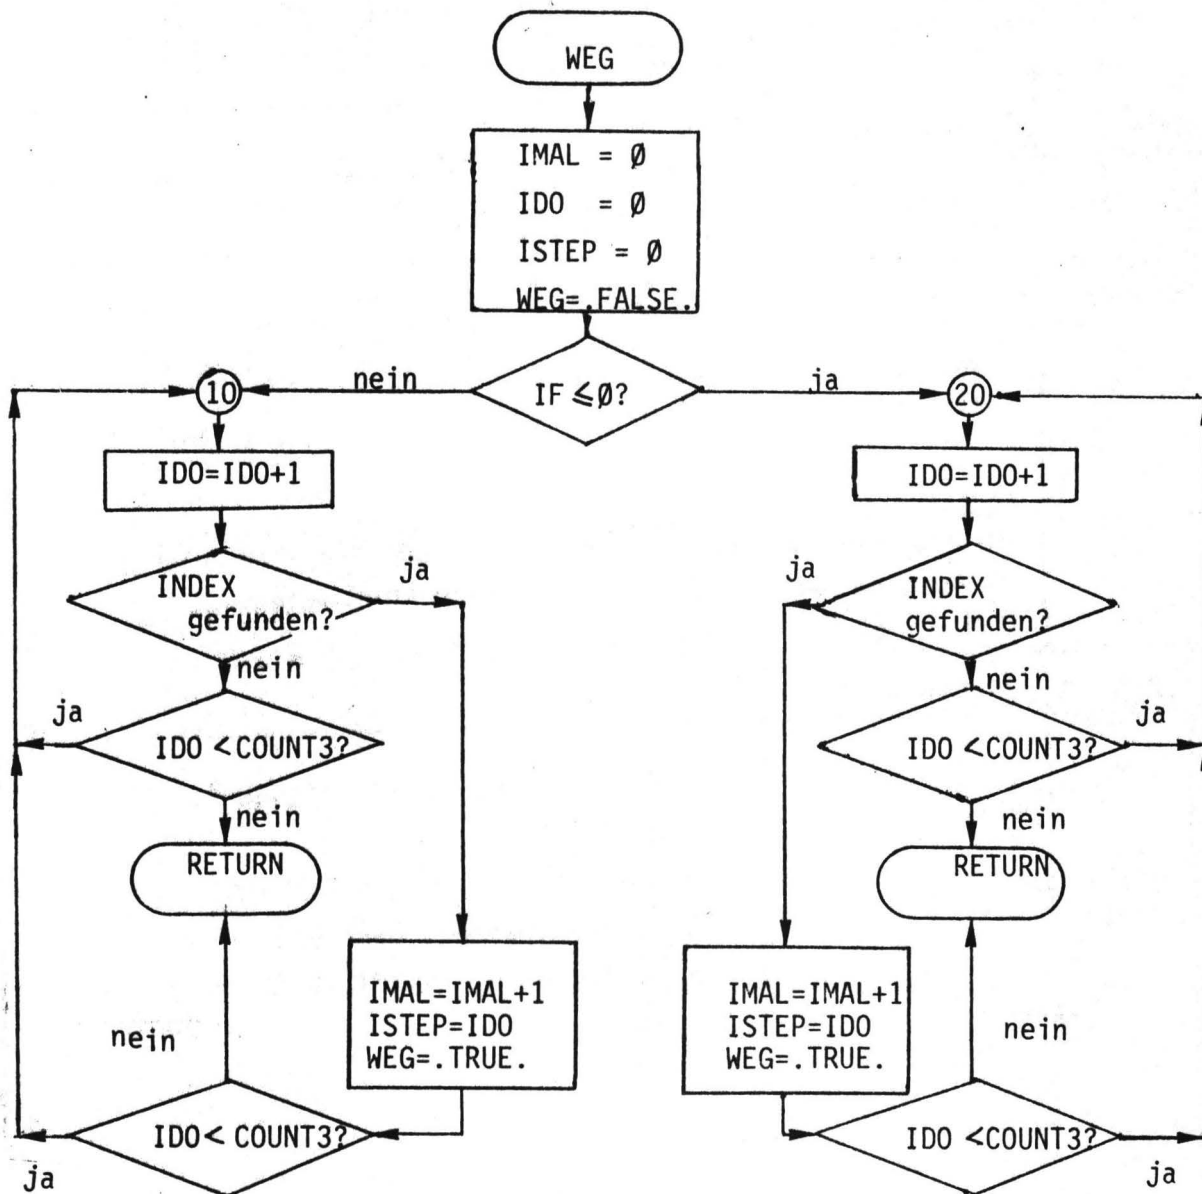 WEG
IMAL = Ø
IDO = Ø
ISTEP = Ø
WEG=.FALSE.
IF ≤Ø?
nein
ja
10
IDO=IDO+1
INDEX
gefunden?
ja
nein
IDO <COUNT3?
ja
nein
RETURN
IMAL=IMAL+1
ISTEP=IDO
WEG=.TRUE.
nein
IDO< COUNT3?
ja
20
IDO=IDO+1
INDEX
gefunden?
ja
nein
IDO <COUNT3?
ja
nein
RETURN
IMAL=IMAL+1
ISTEP=IDO
WEG=.TRUE.
nein
IDO <COUNT3?
ja